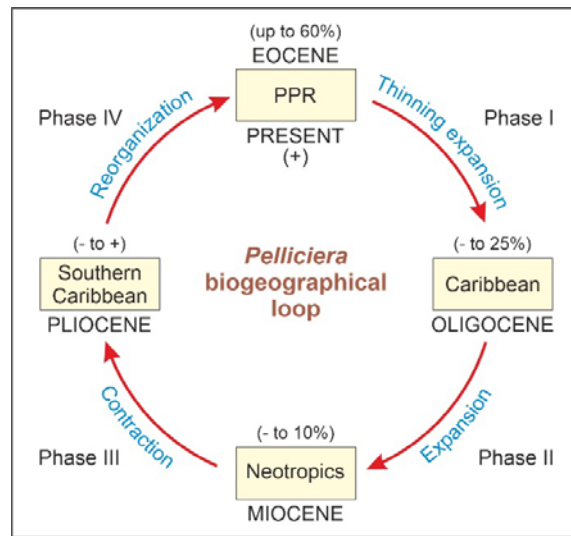 (up to 60%)
EOCENE
PPR
PRESENT
(+)
Phase IV
Reorganization
Thinning expansion
Phase I
(- to +)
Southern
Caribbean
PLIOCENE
Pelliciera
biogeographical
loop
(- to 25%)
Caribbean
OLIGOCENE
Contraction
Phase III
(- to 10%)
Neotropics
MIOCENE
Expansion
Phase II